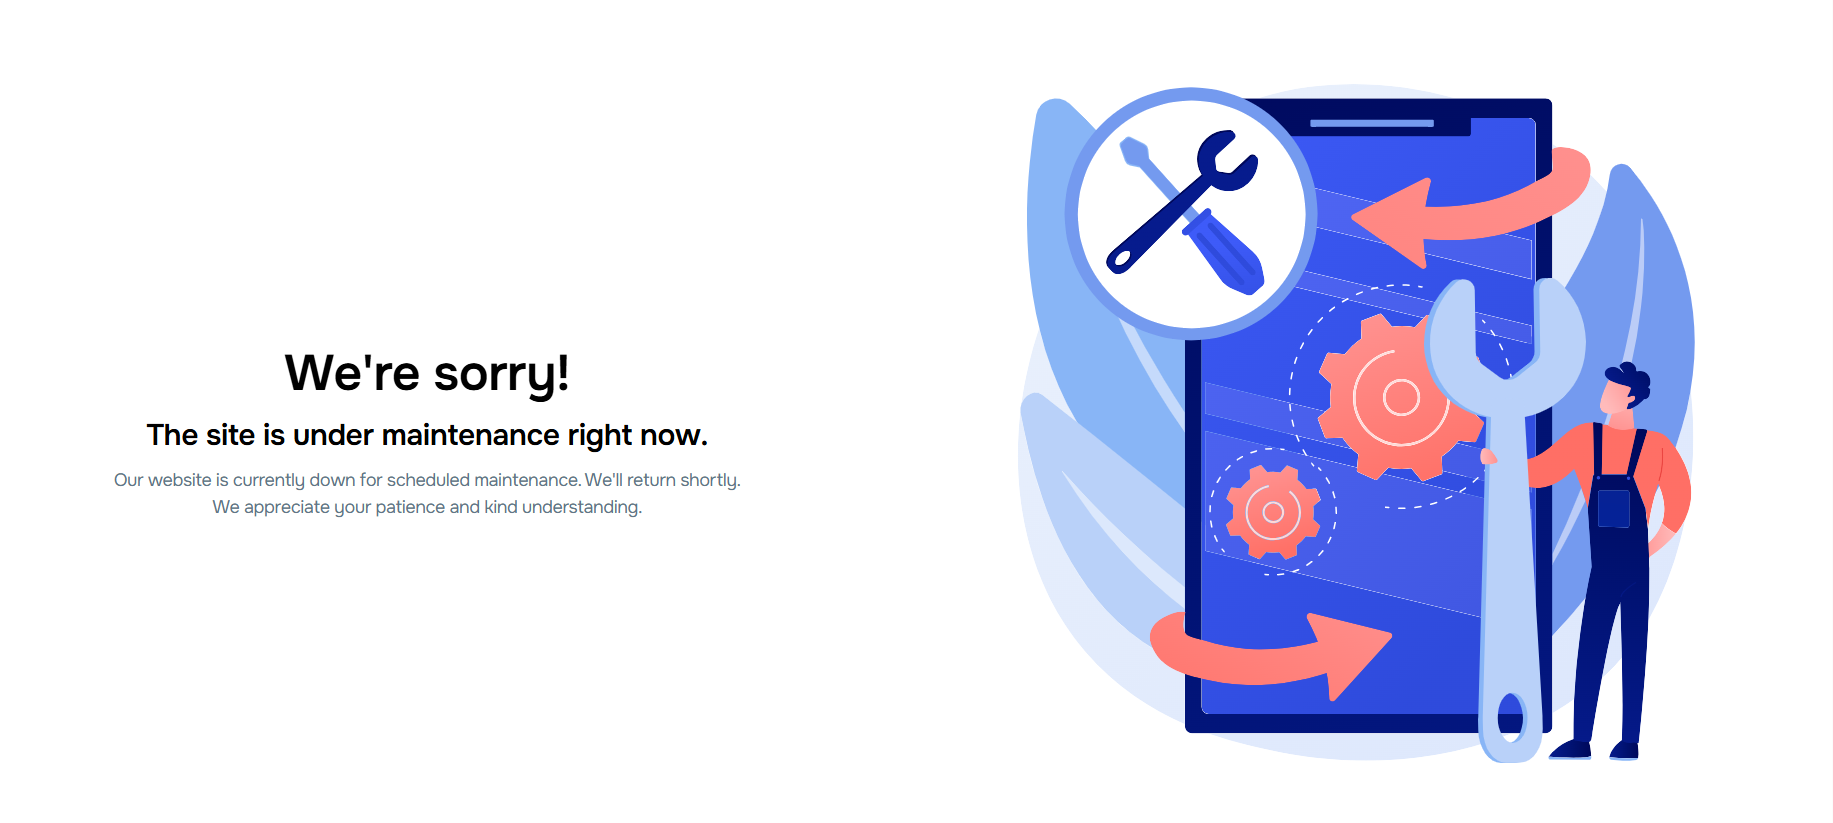 We're sorry!
The site is under maintenance right now.
Our website is currently down for scheduled maintenance. We'll return shortly.
We appreciate your patience and kind understanding.